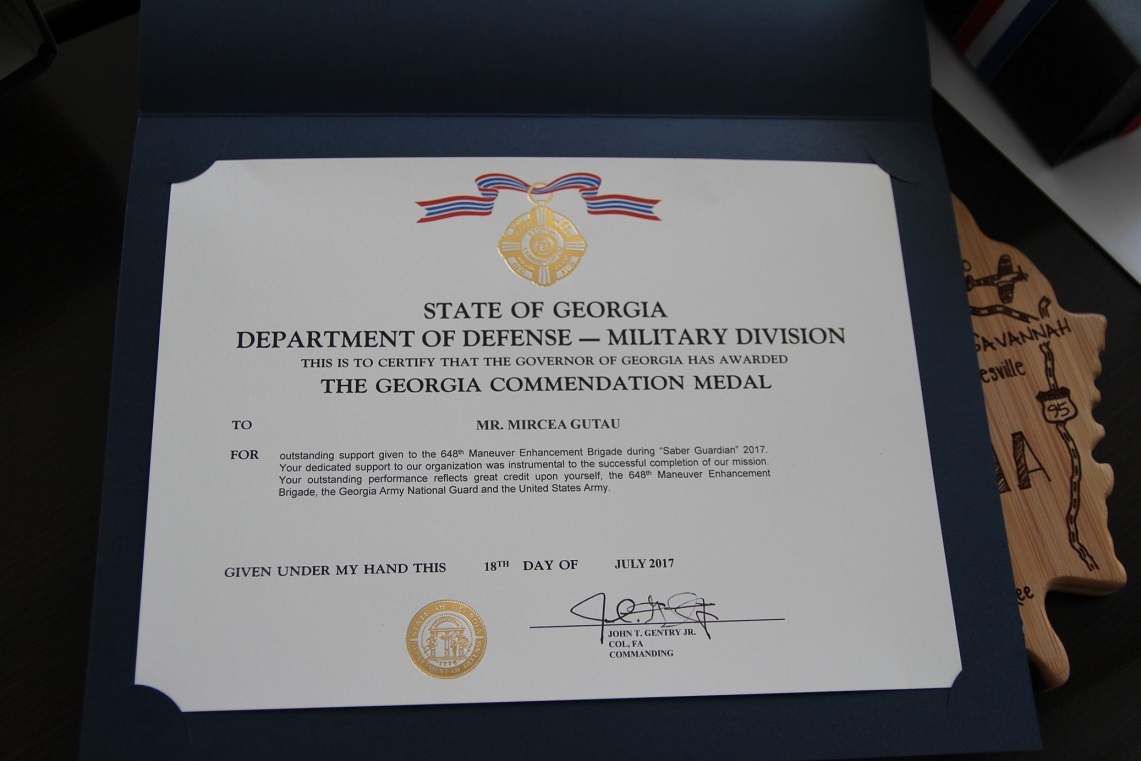 STATE OF GEORGIA
DEPARTMENT OF DEFENSE — MILITARY DIVISION
THIS IS TO CERTIFY THAT THE GOVERNOR OF GEORGIA HAS AWARDED
THE GEORGIA COMMENDATION MEDAL
TO MR. MIRCEA GUTAU
FOR outstanding support given to the 648th Maneuver Enhancement Brigade during "Saber Guardian" 2017.
Your dedicated support to our organization was instrumental to the successful completion of our mission.
Your outstanding performance reflects great credit upon yourself, the 648th Maneuver Enhancement
Brigade, the Georgia Army National Guard and the United States Army.
GIVEN UNDER MY HAND THIS 18TH DAY OF JULY 2017
JOHN T. GENTRY JR.
COL, FA
COMMANDING
STATE OF GEORGIA
1776
SAVANNAH
95